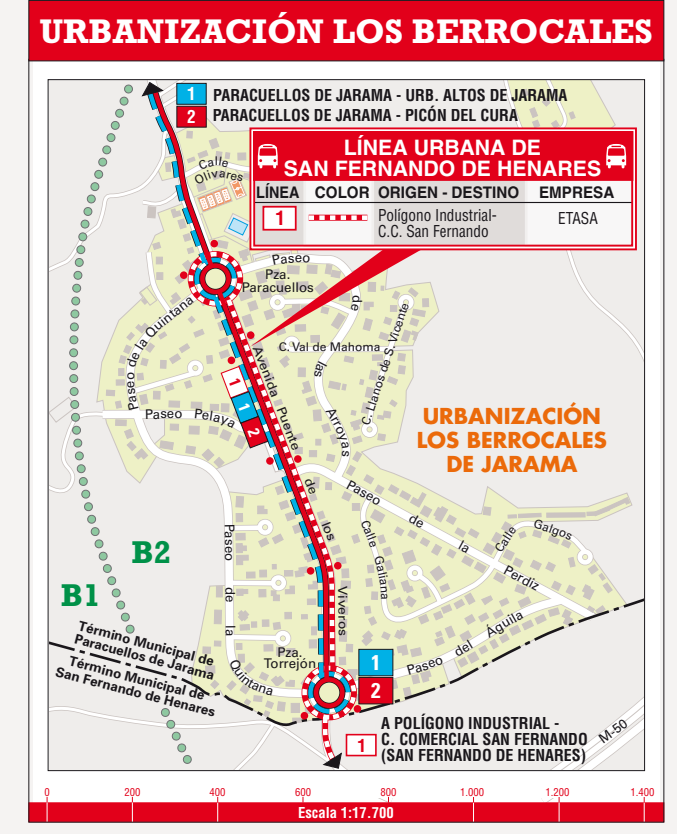 URBANIZACIÓN LOS BERROCALES
1 PARACUELLOS DE JARAMA - URB. ALTOS DE JARAMA
2 PARACUELLOS DE JARAMA - PICÓN DEL CURA
LÍNEA URBANA DE
SAN FERNANDO DE HENARES
LÍNEA COLOR ORIGEN - DESTINO EMPRESA
1 Polígono Industrial-
C.C. San Fernando
ETASA
Calle
Olivares
Paseo
de
las
Arroyas
Pza.
Paracuellos
Paseo de la Quintana
C. Val de Mahoma
C. Llanos de S. Vicente
Avenida Puente de los Viveros
1
1
2
Paseo Pelaya
URBANIZACIÓN
LOS BERROCALES
DE JARAMA
Paseo de la Perdiz
Calle Galiana
Calle Galgos
Paseo de la Quintana
B2
B1
Término Municipal de
Paracuellos de Jarama
Término Municipal de
San Fernando de Henares
Pza.
Torrejón
1
2
Paseo del Águila
A POLÍGONO INDUSTRIAL -
1 C. COMERCIAL SAN FERNANDO
(SAN FERNANDO DE HENARES)
M-50
0 200 400 600 800 1.000 1.200 1.400
Escala 1:17.700